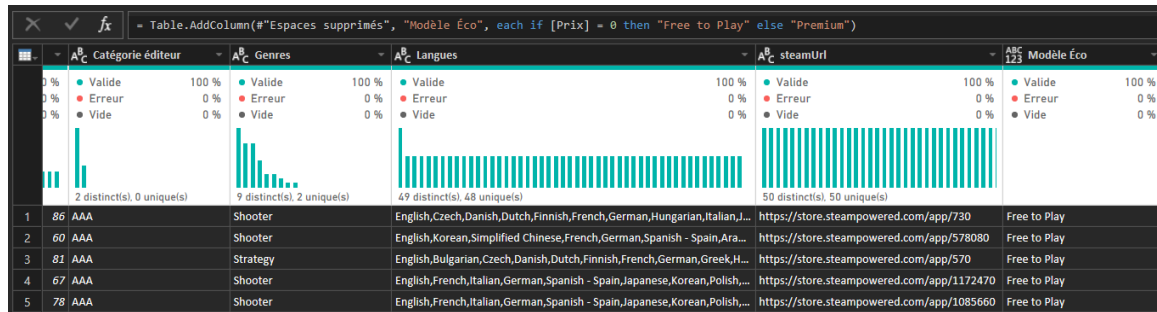 fx = Table.AddColumn(#"Espaces supprimés", "Modèle Éco", each if [Prix] = 0 then "Free to Play" else "Premium")
ABC Catégorie éditeur ABC Genres ABC Langues ABC steamUrl ABC123 Modèle Éco
0 % Valide 100 % Valide 100 % Valide 100 % Valide 100 % Valide 100 %
0 % Erreur 0 % Erreur 0 % Erreur 0 % Erreur 0 % Erreur 0 %
0 % Vide 0 % Vide 0 % Vide 0 % Vide 0 % Vide 0 %
2 distinct(s), 0 unique(s) 9 distinct(s), 2 unique(s) 49 distinct(s), 48 unique(s) 50 distinct(s), 50 unique(s)
1 86 AAA Shooter English,Czech,Danish,Dutch,Finnish,French,German,Hungarian,Italian,J... https://store.steampowered.com/app/730 Free to Play
2 60 AAA Shooter English,Korean,Simplified Chinese,French,German,Spanish - Spain,Ara... https://store.steampowered.com/app/578080 Free to Play
3 81 AAA Strategy English,Bulgarian,Czech,Danish,Dutch,Finnish,French,German,Greek,H... https://store.steampowered.com/app/570 Free to Play
4 67 AAA Shooter English,French,Italian,German,Spanish - Spain,Japanese,Korean,Polish,... https://store.steampowered.com/app/1172470 Free to Play
5 78 AAA Shooter English,French,Italian,German,Spanish - Spain,Japanese,Korean,Polish,... https://store.steampowered.com/app/1085660 Free to Play